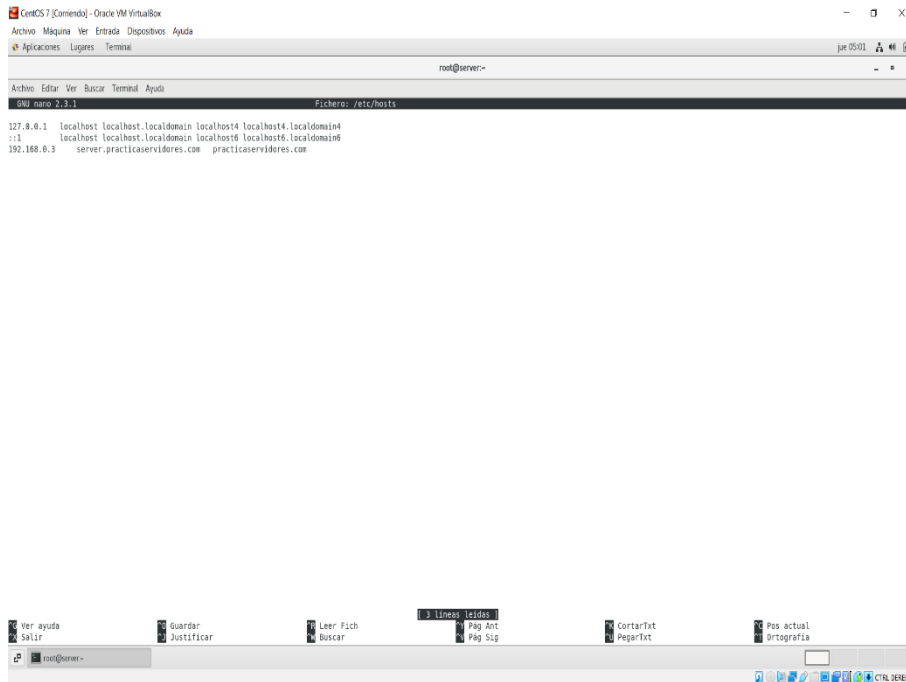 CentOS 7 [Corriendo] - Oracle VM VirtualBox
Archivo Máquina Ver Entrada Dispositivos Ayuda
Aplicaciones Lugares Terminal jue 05:01
root@server:~
Archivo Editar Ver Buscar Terminal Ayuda
GNU nano 2.3.1 Fichero: /etc/hosts
127.0.0.1 localhost localhost.localdomain localhost4 localhost4.localdomain4
::1 localhost localhost.localdomain localhost6 localhost6.localdomain6
192.168.0.3 server.practicaservidores.com practicaservidores.com
[ 3 líneas leídas ]
^G Ver ayuda ^O Guardar ^R Leer Fich ^Y Pág Ant ^K CortarTxt ^C Pos actual
^X Salir ^J Justificar ^W Buscar ^V Pág Sig ^U PegarTxt ^T Ortografía
root@server:~
CTRL DERE